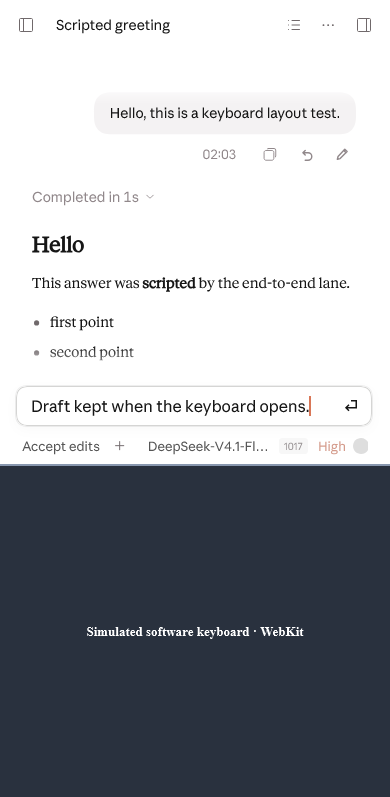 Scripted greeting
Hello, this is a keyboard layout test.
02:03
Completed in 1s
Hello
This answer was scripted by the end-to-end lane.
first point
second point
Draft kept when the keyboard opens.
Accept edits + DeepSeek-V4.1-Fl... 1017 High
Simulated software keyboard · WebKit